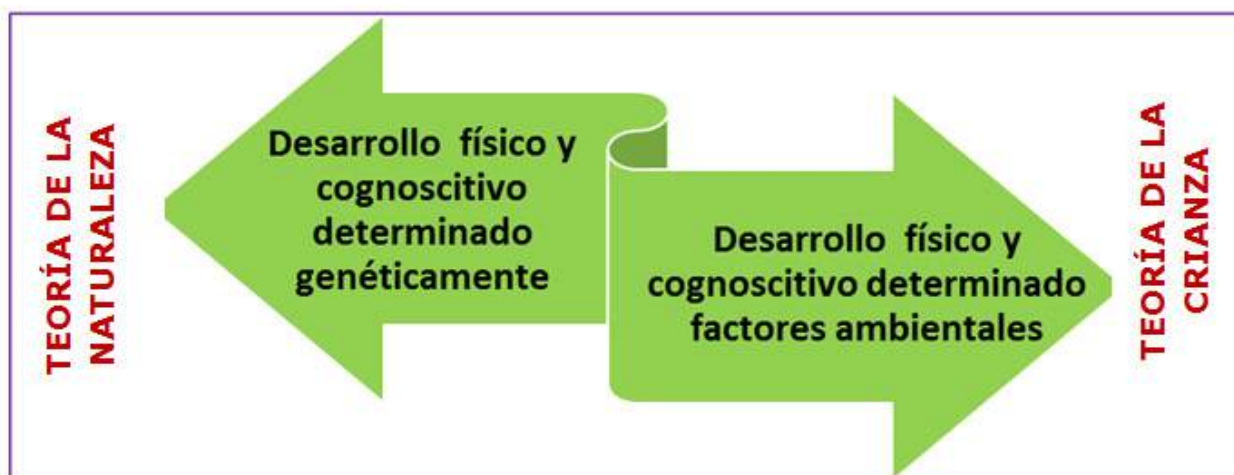 TEORÍA DE LA
NATURALEZA
Desarrollo físico y
cognoscitivo
determinado
genéticamente
Desarrollo físico y
cognoscitivo determinado
factores ambientales
TEORÍA DE LA
CRIANZA